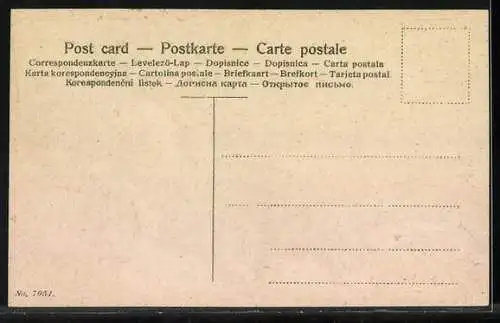 Post card — Postkarte — Carte postale
Correspondenzkarte — Levelező-Lap — Dopisnice — Dopisnica — Carta postala
Karta korespondencyjna — Cartolina postale — Briefkaart — Brefkort — Tarjeta postal
Korespondenční lístek — Дописна карта — Открытое письмо.
No. 7051.